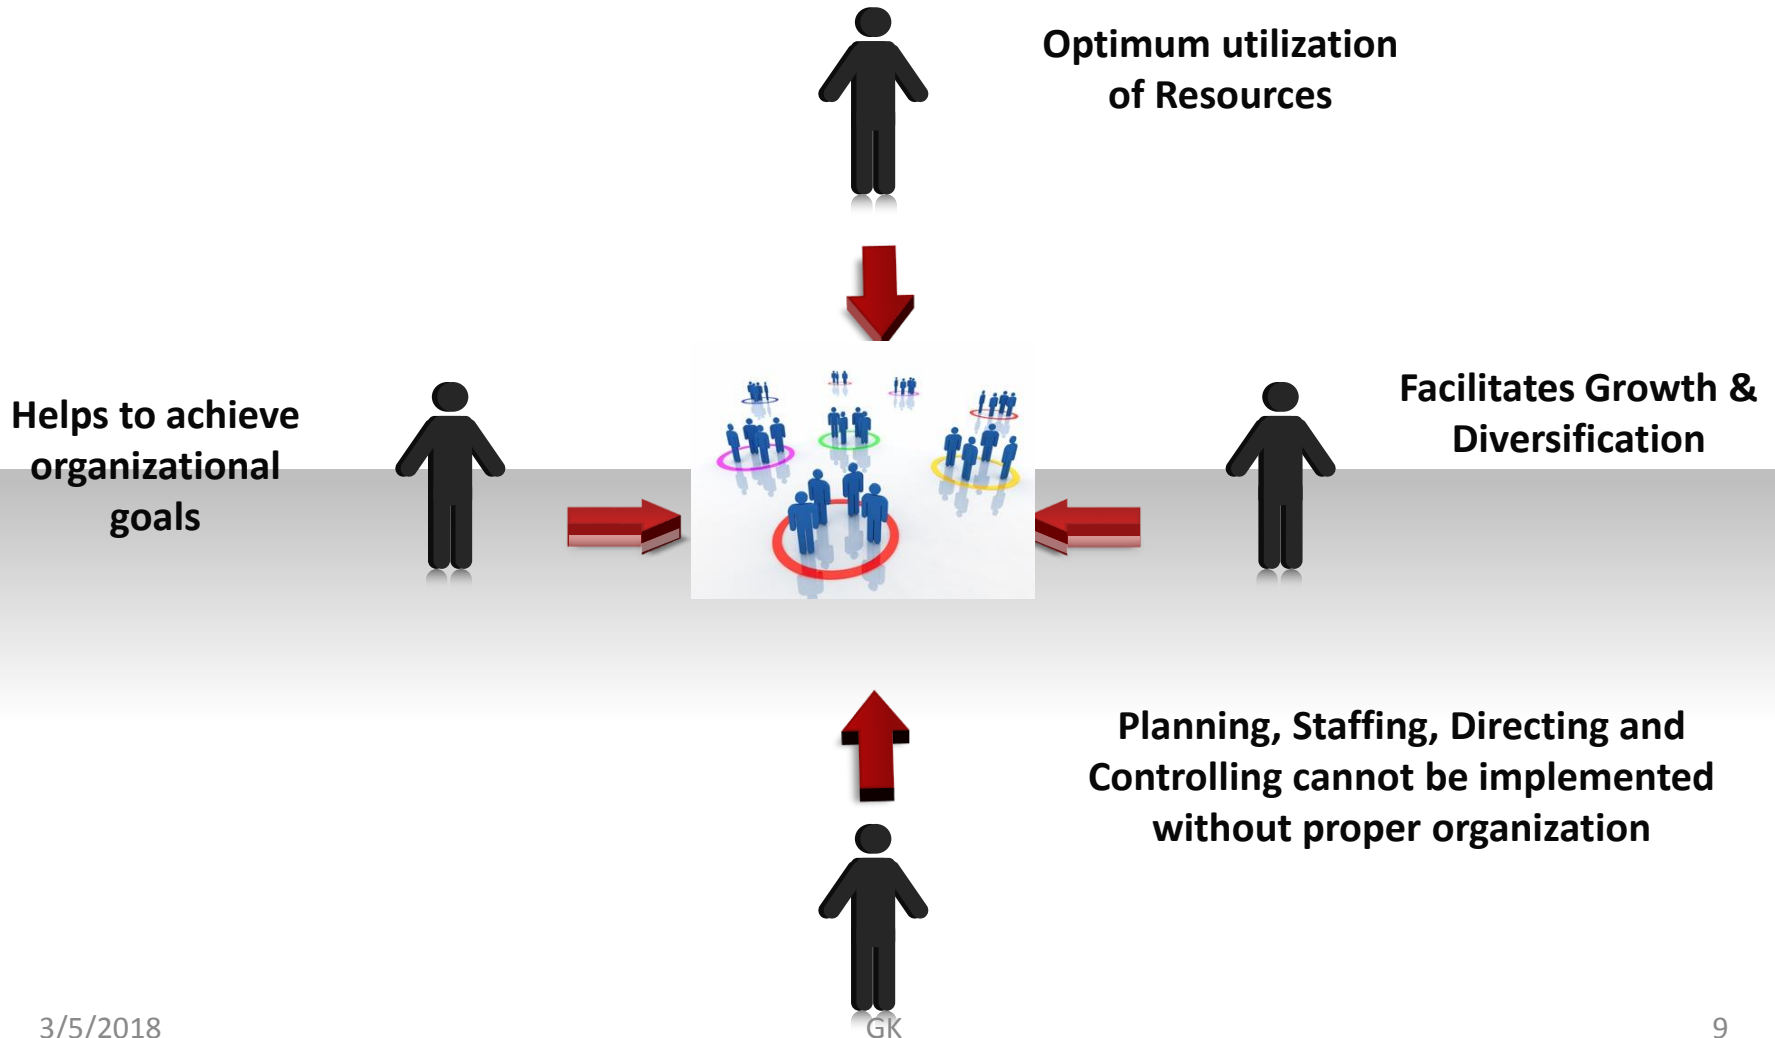 Optimum utilization
of Resources
Helps to achieve
organizational
goals
Facilitates Growth &
Diversification
Planning, Staffing, Directing and
Controlling cannot be implemented
without proper organization
3/5/2018
GK
9